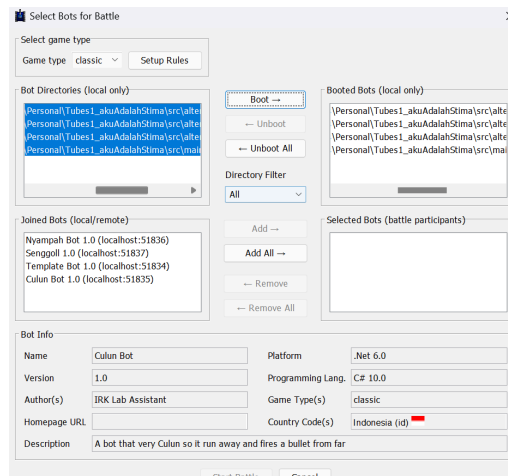 Select Bots for Battle
Select game type
Game type classic Setup Rules
Bot Directories (local only)
\Personal\Tubes1_akuAdalahStima\src\alte
\Personal\Tubes1_akuAdalahStima\src\alte
\Personal\Tubes1_akuAdalahStima\src\alte
\Personal\Tubes1_akuAdalahStima\src\mai
Boot →
← Unboot
← Unboot All
Directory Filter
All
Booted Bots (local only)
\Personal\Tubes1_akuAdalahStima\src\alte
\Personal\Tubes1_akuAdalahStima\src\alte
\Personal\Tubes1_akuAdalahStima\src\alte
\Personal\Tubes1_akuAdalahStima\src\mai
Joined Bots (local/remote)
Nyampah Bot 1.0 (localhost:51836)
Senggoll 1.0 (localhost:51837)
Template Bot 1.0 (localhost:51834)
Culun Bot 1.0 (localhost:51835)
Add →
Add All →
← Remove
← Remove All
Selected Bots (battle participants)
Bot Info
Name Culun Bot Platform .Net 6.0
Version 1.0 Programming Lang. C# 10.0
Author(s) IRK Lab Assistant Game Type(s) classic
Homepage URL Country Code(s) Indonesia (id)
Description A bot that very Culun so it run away and fires a bullet from far
Start Battle Cancel